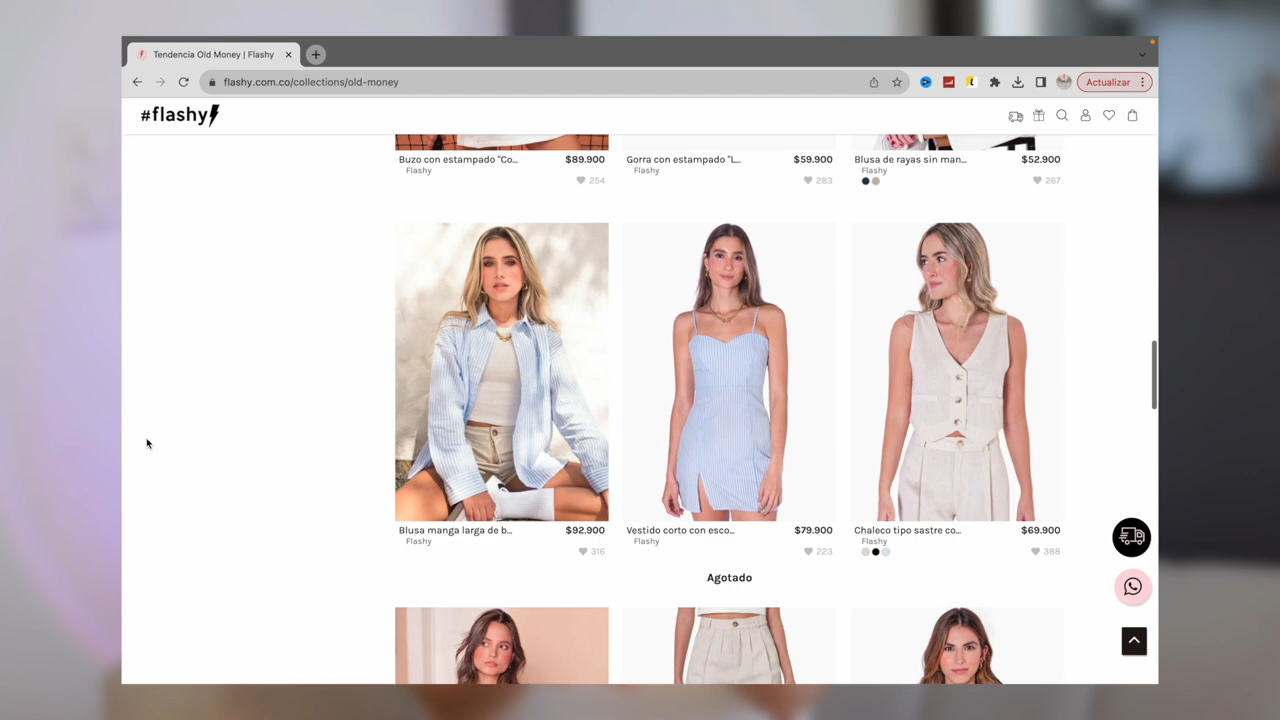 Tendencia Old Money | Flashy
flashy.com.co/collections/old-money
Actualizar
#flashy
Buzo con estampado "Co... $89.900
Flashy
254
Gorra con estampado "L... $59.900
Flashy
283
Blusa de rayas sin man... $52.900
Flashy
267
Blusa manga larga de b... $92.900
Flashy
316
Vestido corto con esco... $79.900
Flashy
223
Agotado
Chaleco tipo sastre co... $69.900
Flashy
388